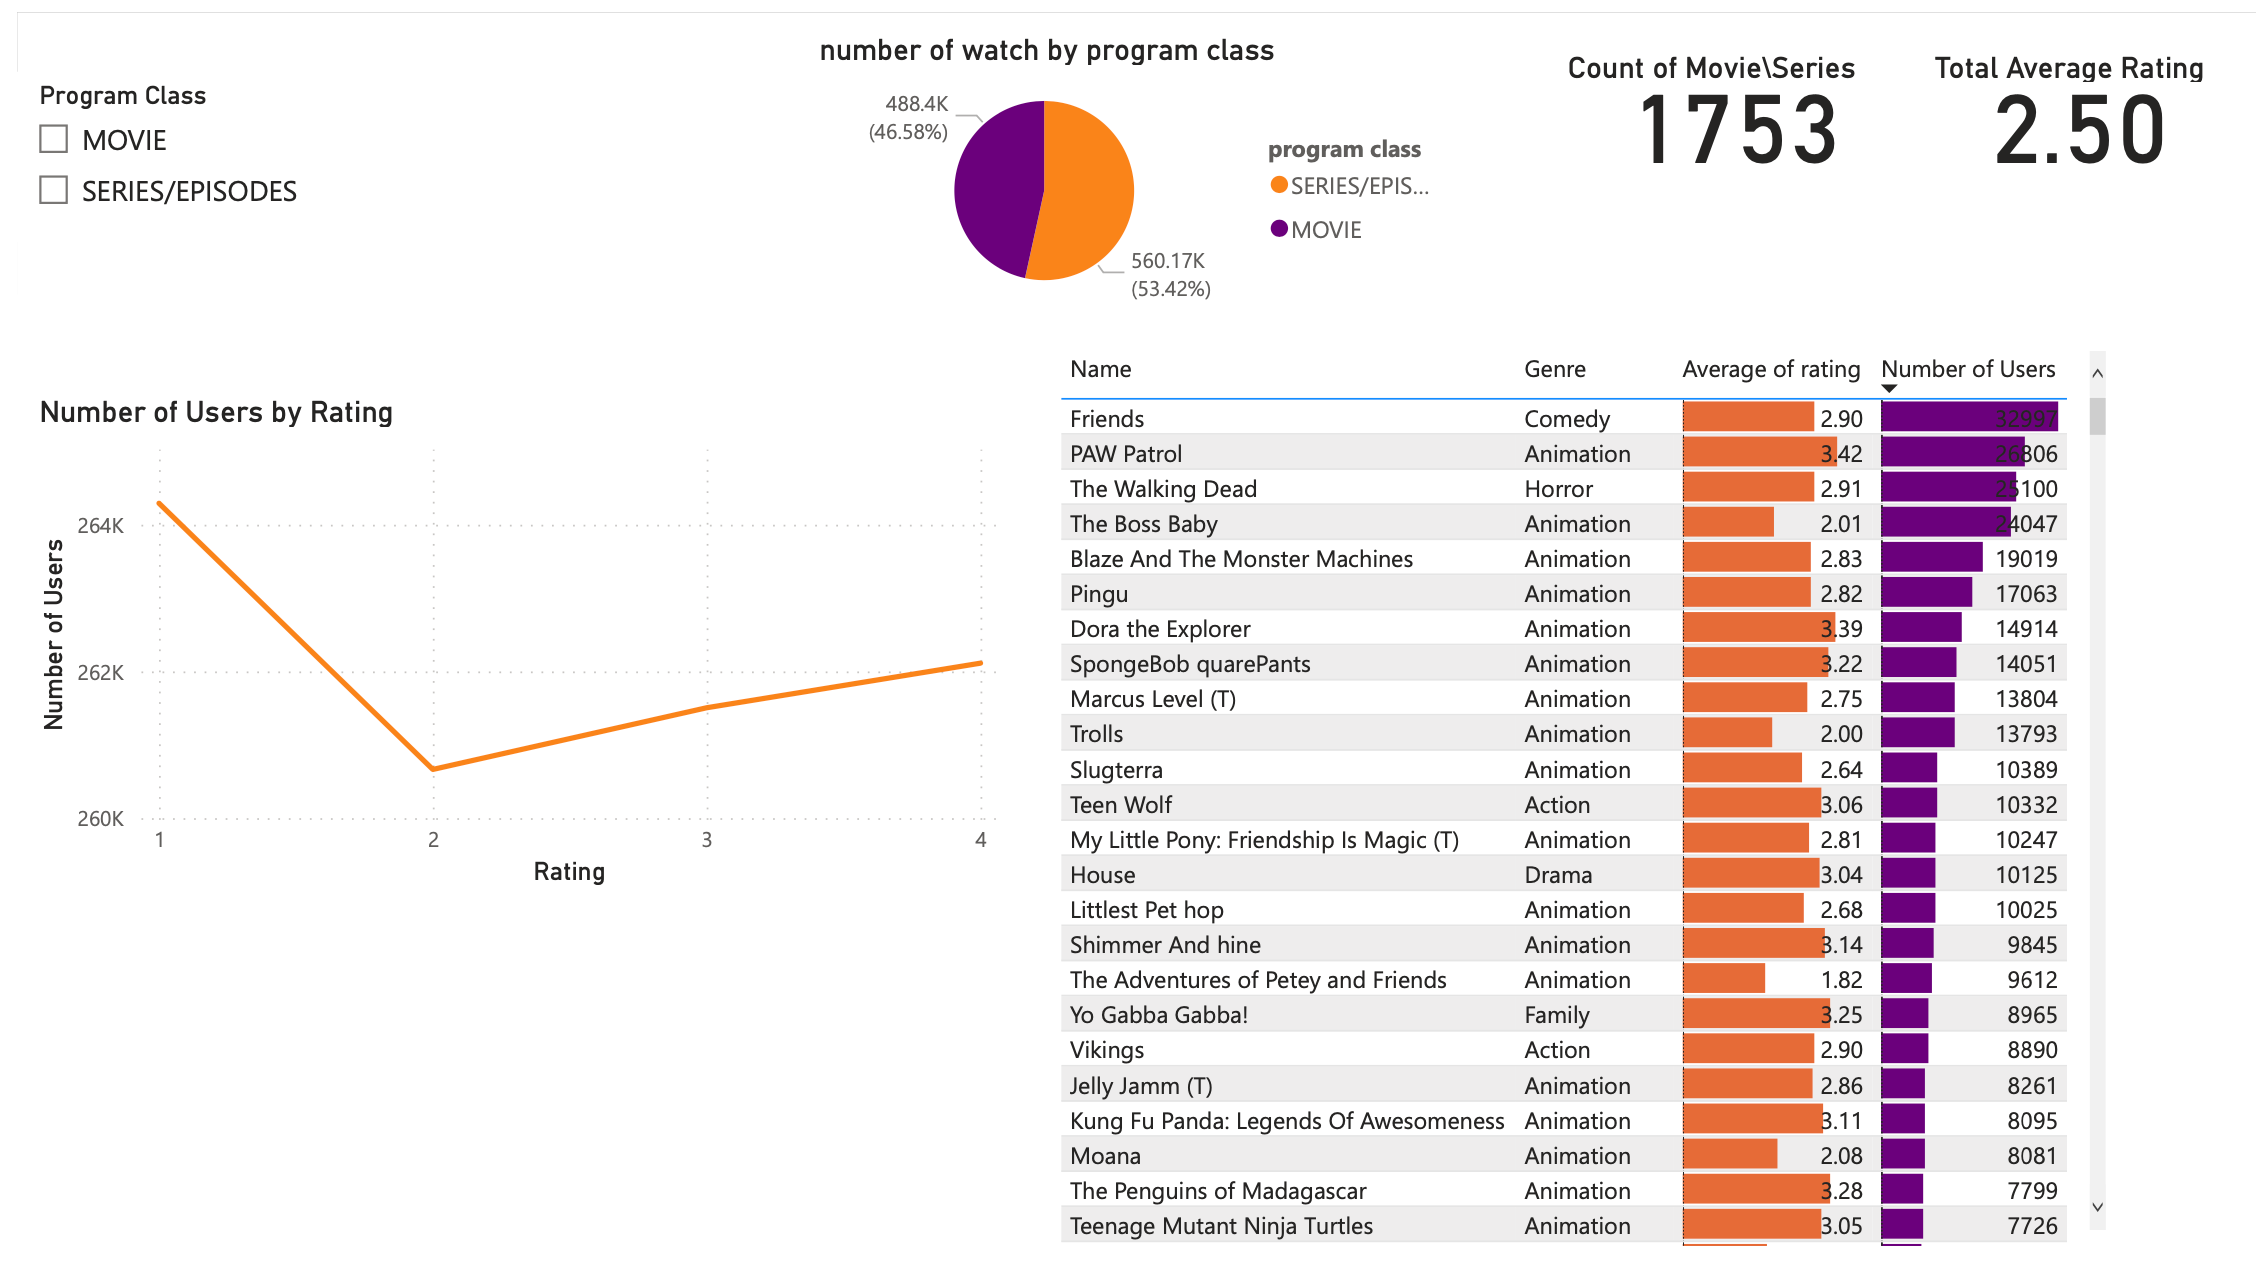 number of watch by program class
Count of Movie\Series
Total Average Rating
1753
2.50
Program Class
MOVIE
SERIES/EPISODES
488.4K
(46.58%)
560.17K
(53.42%)
program class
SERIES/EPIS...
MOVIE
Number of Users by Rating
Number of Users
264K
262K
260K
1 2 3 4
Rating
Name Genre Average of rating Number of Users
Friends Comedy 2.90 32997
PAW Patrol Animation 3.42 26806
The Walking Dead Horror 2.91 25100
The Boss Baby Animation 2.01 24047
Blaze And The Monster Machines Animation 2.83 19019
Pingu Animation 2.82 17063
Dora the Explorer Animation 3.39 14914
SpongeBob quarePants Animation 3.22 14051
Marcus Level (T) Animation 2.75 13804
Trolls Animation 2.00 13793
Slugterra Animation 2.64 10389
Teen Wolf Action 3.06 10332
My Little Pony: Friendship Is Magic (T) Animation 2.81 10247
House Drama 3.04 10125
Littlest Pet hop Animation 2.68 10025
Shimmer And hine Animation 3.14 9845
The Adventures of Petey and Friends Animation 1.82 9612
Yo Gabba Gabba! Family 3.25 8965
Vikings Action 2.90 8890
Jelly Jamm (T) Animation 2.86 8261
Kung Fu Panda: Legends Of Awesomeness Animation 3.11 8095
Moana Animation 2.08 8081
The Penguins of Madagascar Animation 3.28 7799
Teenage Mutant Ninja Turtles Animation 3.05 7726